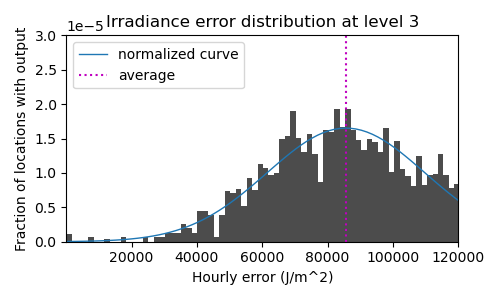 Irradiance error distribution at level 3
1e−5
3.0
2.5
2.0
1.5
1.0
0.5
0.0
Fraction of locations with output
normalized curve
average
20000 40000 60000 80000 100000 120000
Hourly error (J/m^2)